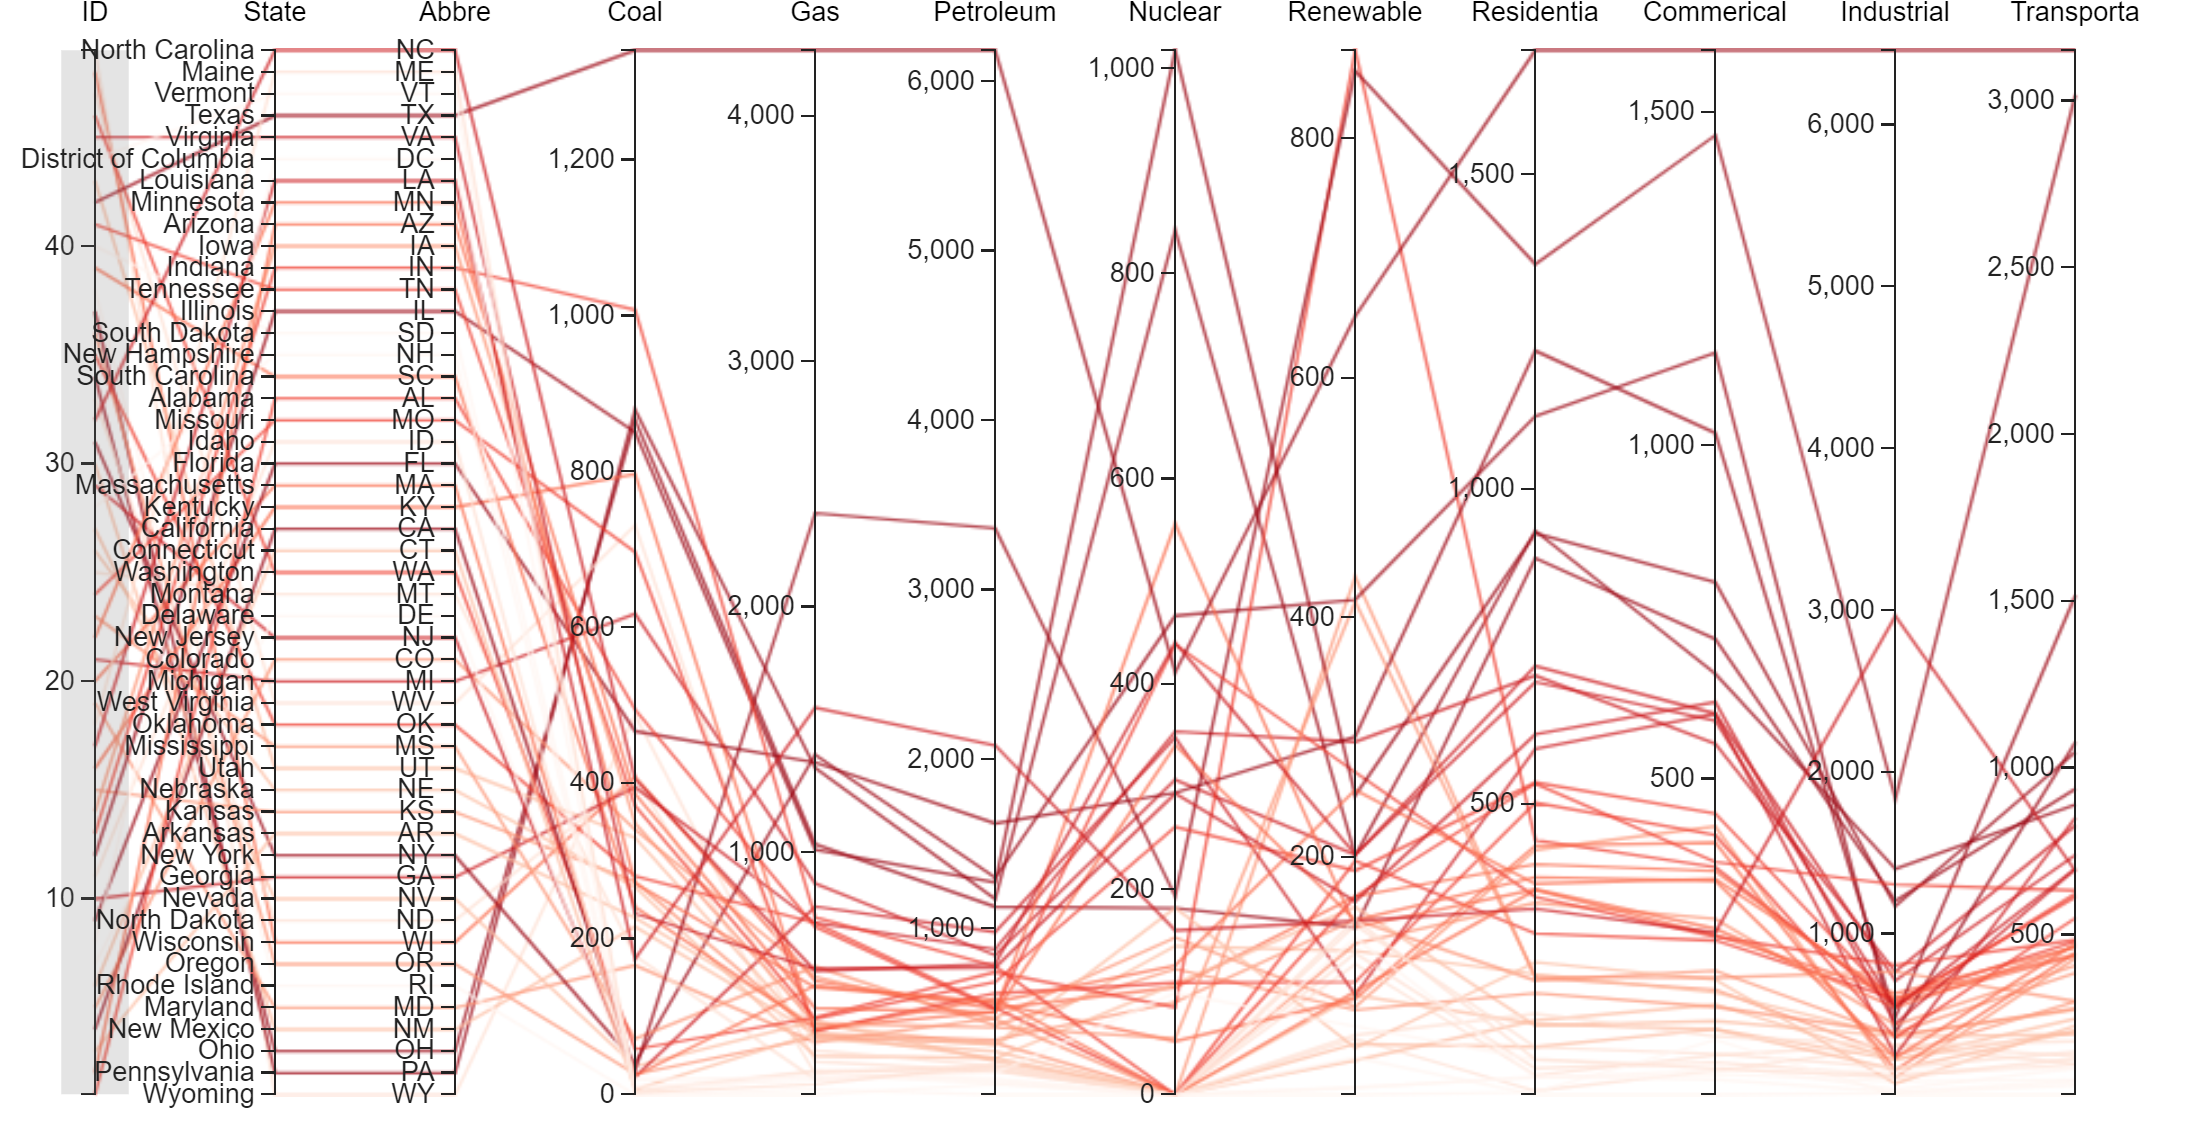 ID State Abbre Coal Gas Petroleum Nuclear Renewable Residentia Commerical Industrial Transporta
North Carolina NC
Maine ME
6,000 1,000
Vermont VT
3,000
Texas TX 4,000 1,500
6,000
Virginia VA 800
District of Columbia DC 1,200
Louisiana LA 1,500
Minnesota MN
Arizona AZ
40 Iowa IA 5,000
Indiana IN 800 2,500
Tennessee TN 5,000
Illinois IL 1,000
South Dakota SD
New Hampshire NH 3,000
South Carolina SC 600
Alabama AL
Missouri MO 4,000
Idaho ID 1,000 4,000 2,000
30 Florida FL 800 600
Massachusetts MA 1,000
Kentucky KY
California CA
Connecticut CT
Washington WA
Montana MT 3,000 2,000 1,500
Delaware DE 600 400 3,000
New Jersey NJ
Colorado CO
20 Michigan MI 400
West Virginia WV
Oklahoma OK
Mississippi MS 2,000
Utah UT 400 500 2,000 1,000
Nebraska NE
Kansas KS 500
Arkansas AR
New York NY 1,000 200
Georgia GA
10 Nevada NV 200
North Dakota ND 1,000
Wisconsin WI 200 1,000 500
Oregon OR
Rhode Island RI
Maryland MD
New Mexico NM
Ohio OH
Pennsylvania PA
Wyoming WY 0 0